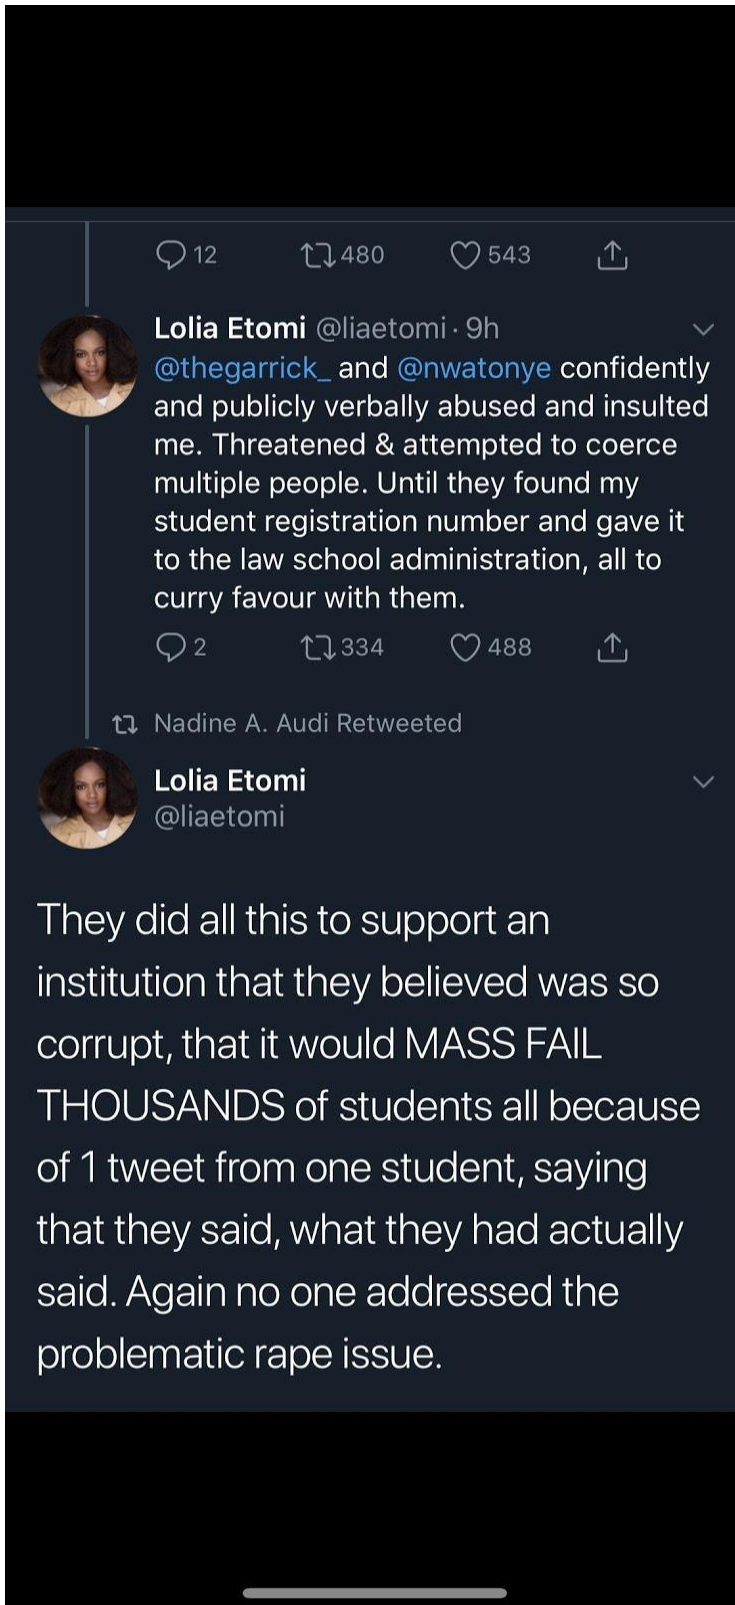 12 480 543
Lolia Etomi @liaetomi · 9h
@thegarrick_ and @nwatonye confidently
and publicly verbally abused and insulted
me. Threatened & attempted to coerce
multiple people. Until they found my
student registration number and gave it
to the law school administration, all to
curry favour with them.
2 334 488
Nadine A. Audi Retweeted
Lolia Etomi
@liaetomi
They did all this to support an
institution that they believed was so
corrupt, that it would MASS FAIL
THOUSANDS of students all because
of 1 tweet from one student, saying
that they said, what they had actually
said. Again no one addressed the
problematic rape issue.